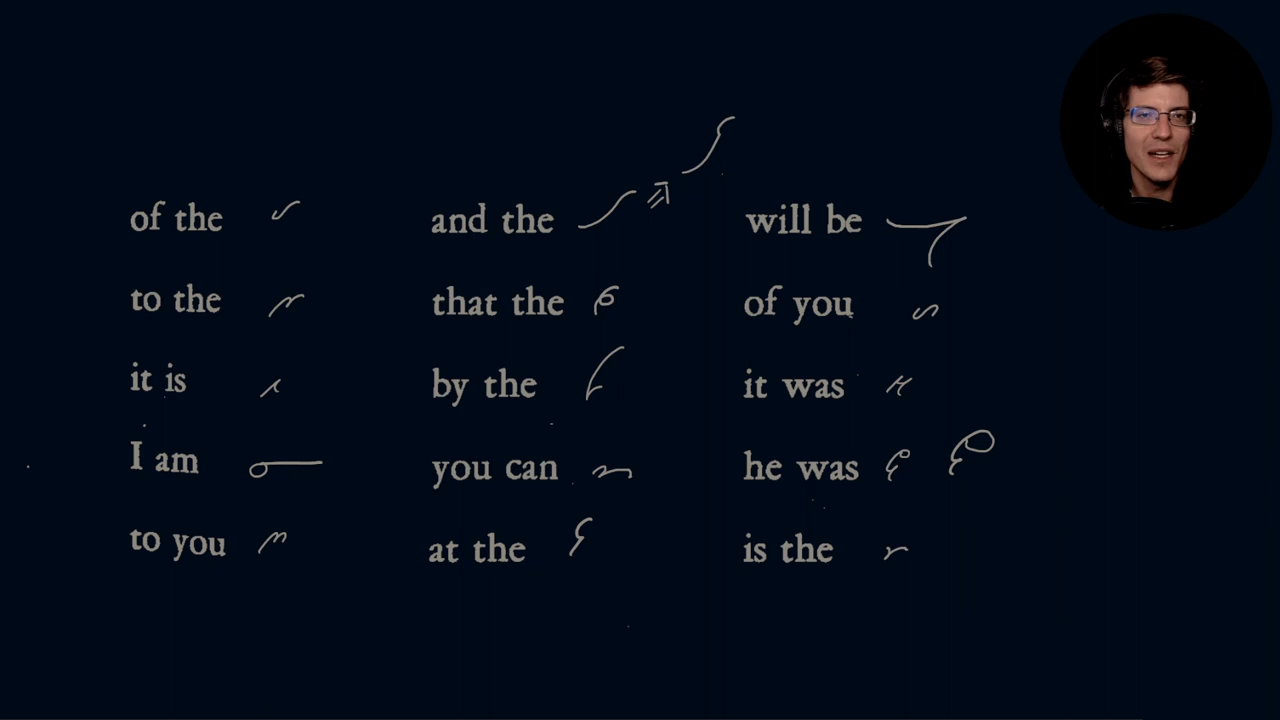 of the and the will be
to the that the of you
it is by the it was
I am you can he was
to you at the is the